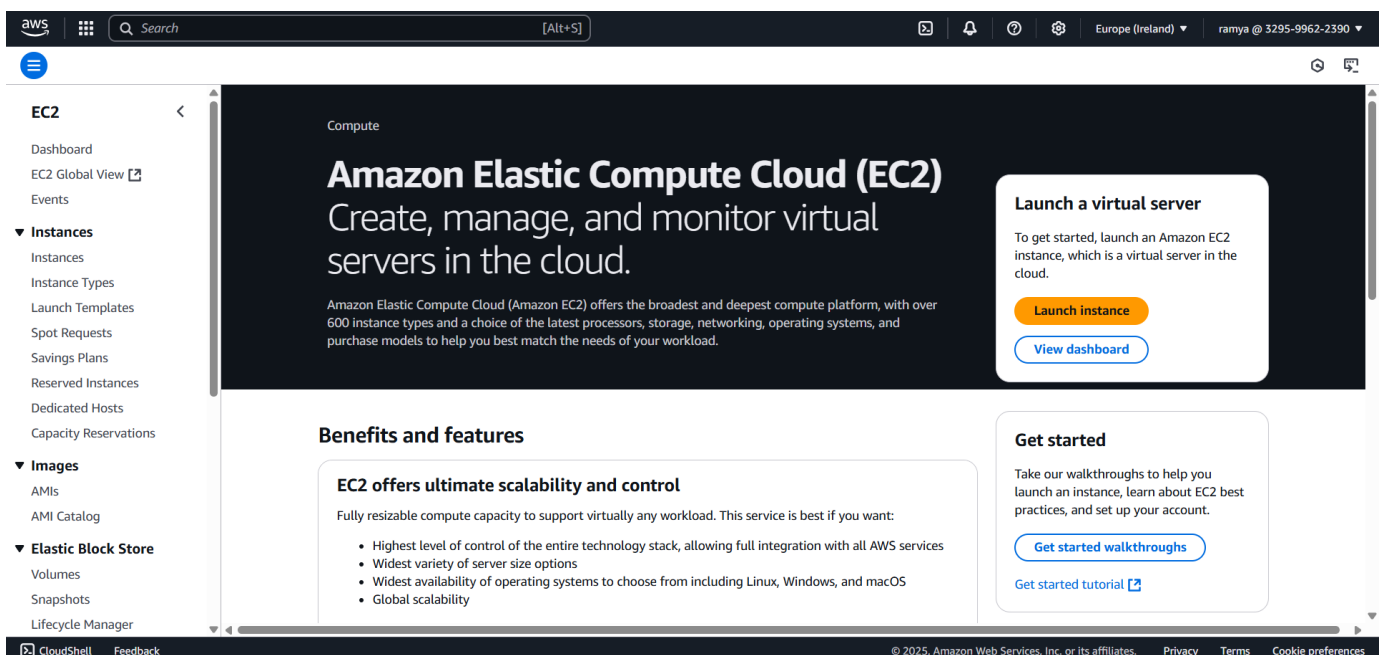 aws
Search [Alt+S]
Europe (Ireland)
ramya @ 3295-9962-2390
EC2
Dashboard
EC2 Global View
Events
Instances
Instances
Instance Types
Launch Templates
Spot Requests
Savings Plans
Reserved Instances
Dedicated Hosts
Capacity Reservations
Images
AMIs
AMI Catalog
Elastic Block Store
Volumes
Snapshots
Lifecycle Manager
Compute
Amazon Elastic Compute Cloud (EC2)
Create, manage, and monitor virtual
servers in the cloud.
Amazon Elastic Compute Cloud (Amazon EC2) offers the broadest and deepest compute platform, with over
600 instance types and a choice of the latest processors, storage, networking, operating systems, and
purchase models to help you best match the needs of your workload.
Launch a virtual server
To get started, launch an Amazon EC2
instance, which is a virtual server in the
cloud.
Launch instance
View dashboard
Benefits and features
EC2 offers ultimate scalability and control
Fully resizable compute capacity to support virtually any workload. This service is best if you want:
• Highest level of control of the entire technology stack, allowing full integration with all AWS services
• Widest variety of server size options
• Widest availability of operating systems to choose from including Linux, Windows, and macOS
• Global scalability
Get started
Take our walkthroughs to help you
launch an instance, learn about EC2 best
practices, and set up your account.
Get started walkthroughs
Get started tutorial
CloudShell Feedback
© 2025, Amazon Web Services, Inc. or its affiliates. Privacy Terms Cookie preferences